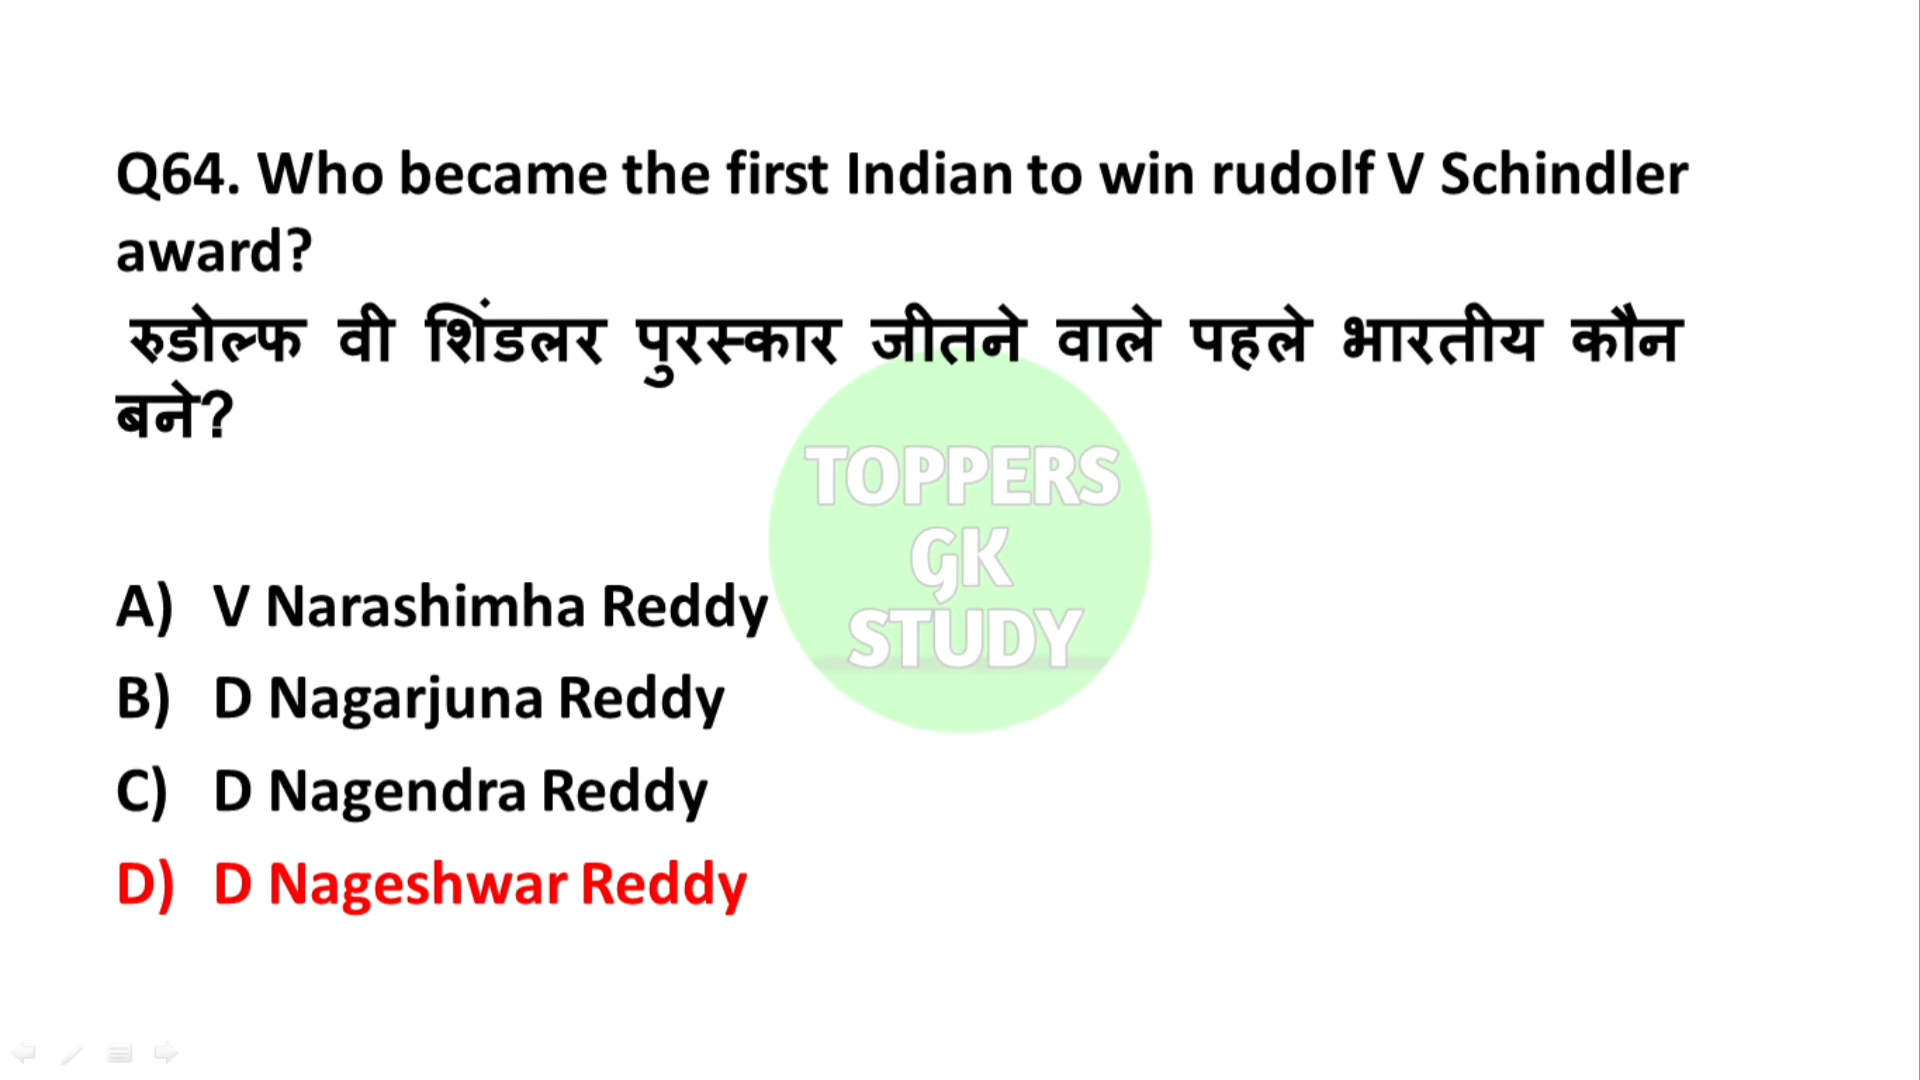 Q64. Who became the first Indian to win rudolf V Schindler
award?
रुडोल्फ वी शिंडलर पुरस्कार जीतने वाले पहले भारतीय कौन
बने?
TOPPERS
GK
STUDY
A) V Narashimha Reddy
B) D Nagarjuna Reddy
C) D Nagendra Reddy
D) D Nageshwar Reddy